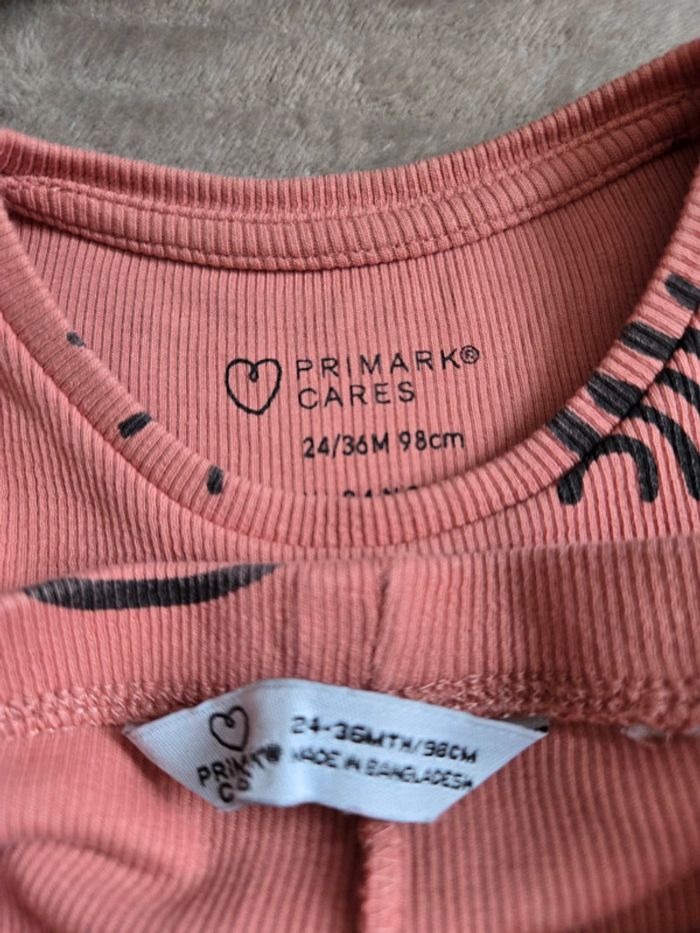 PRIMARK®
CARES
24/36M 98cm
24-36MTH/98CM
MADE IN BANGLADESH